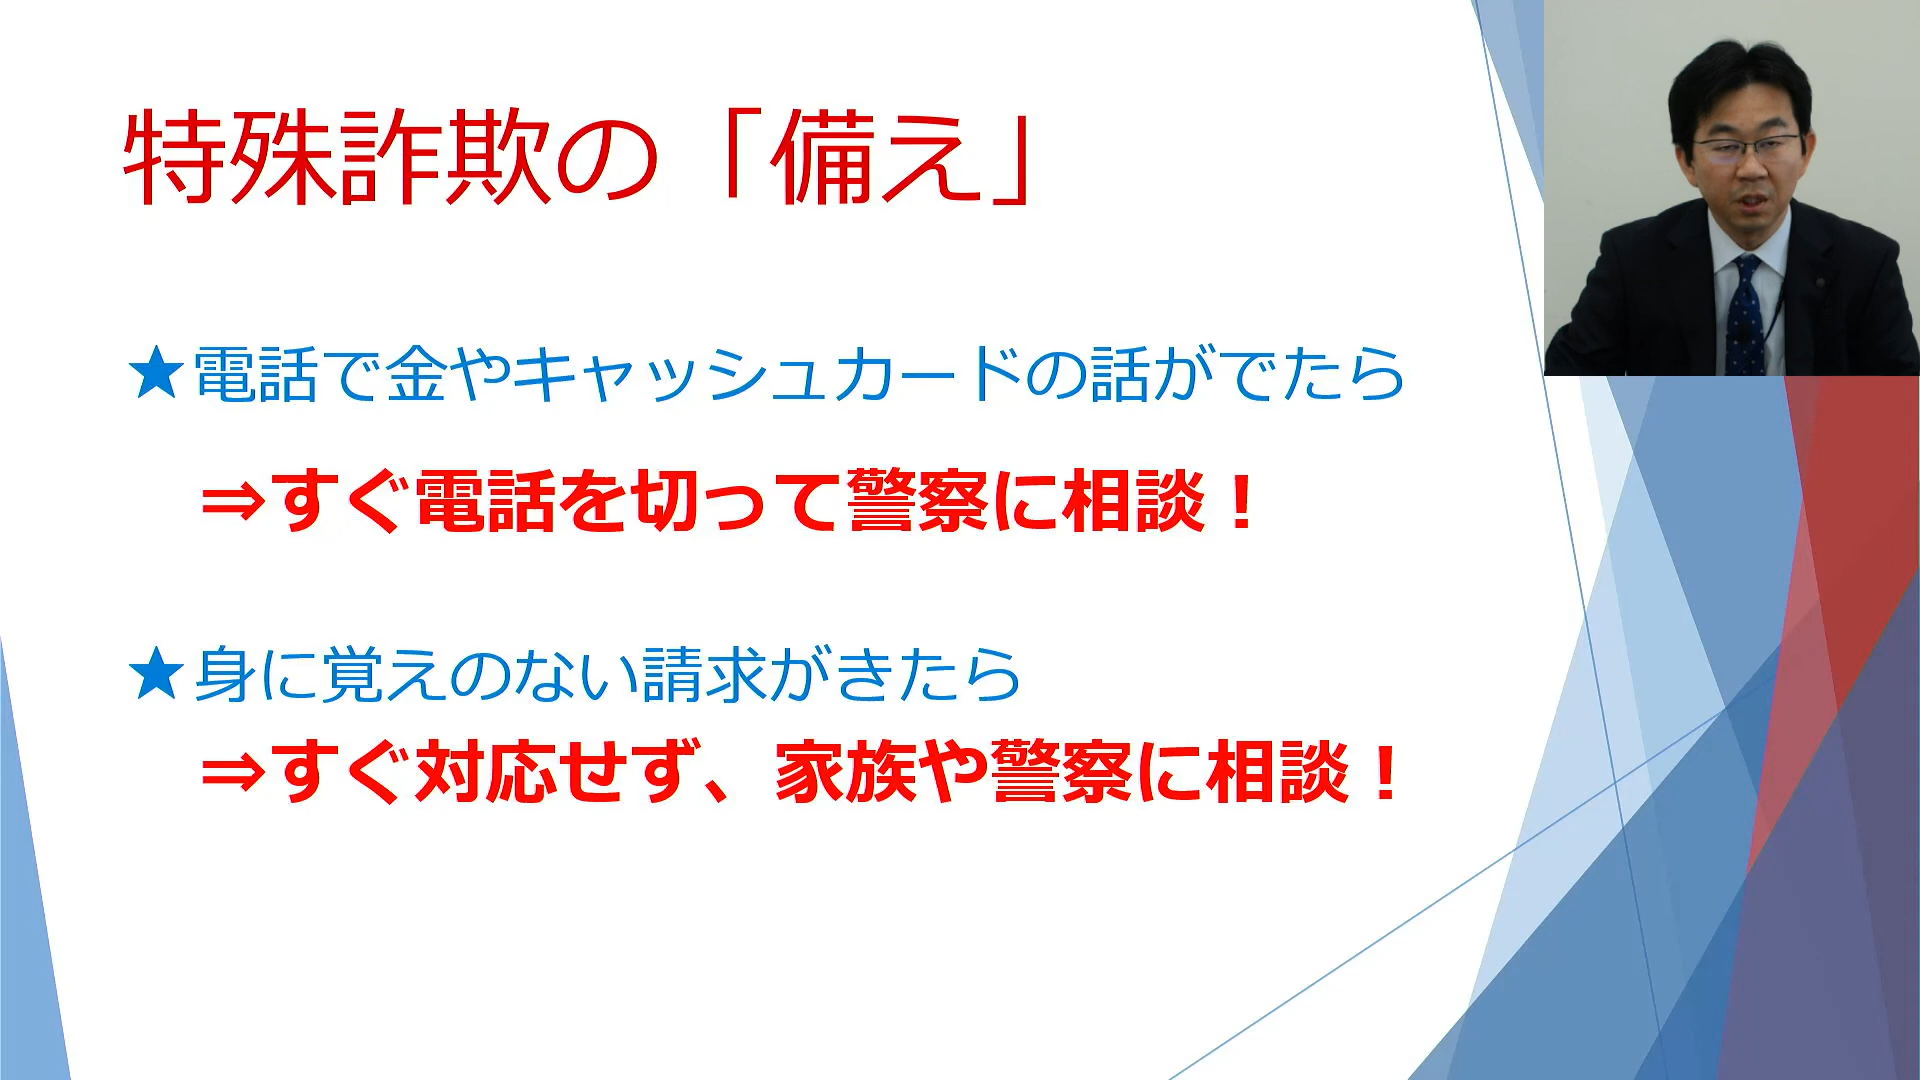 特殊詐欺の「備え」
★電話で金やキャッシュカードの話がでたら
⇒すぐ電話を切って警察に相談！
★身に覚えのない請求がきたら
⇒すぐ対応せず、家族や警察に相談！